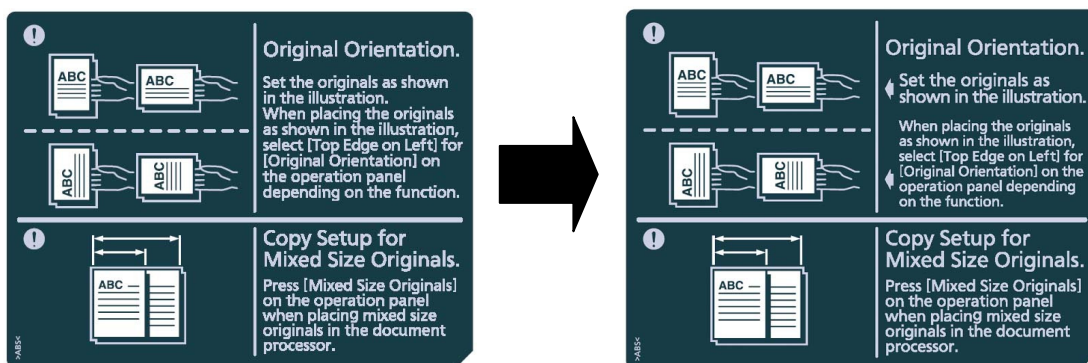 !
ABC
ABC
Original Orientation.
Set the originals as shown
in the illustration.
When placing the originals
as shown in the illustration,
select [Top Edge on Left] for
[Original Orientation] on
the operation panel
depending on the function.
ABC
ABC
!
ABC
Copy Setup for
Mixed Size Originals.
Press [Mixed Size Originals]
on the operation panel
when placing mixed size
originals in the document
processor.
>ABS<
!
ABC
ABC
Original Orientation.
Set the originals as
shown in the illustration.
When placing the originals
as shown in the illustration,
select [Top Edge on Left] for
[Original Orientation] on the
operation panel depending
on the function.
ABC
ABC
!
ABC
Copy Setup for
Mixed Size Originals.
Press [Mixed Size Originals]
on the operation panel
when placing mixed size
originals in the document
processor.
>ABS<